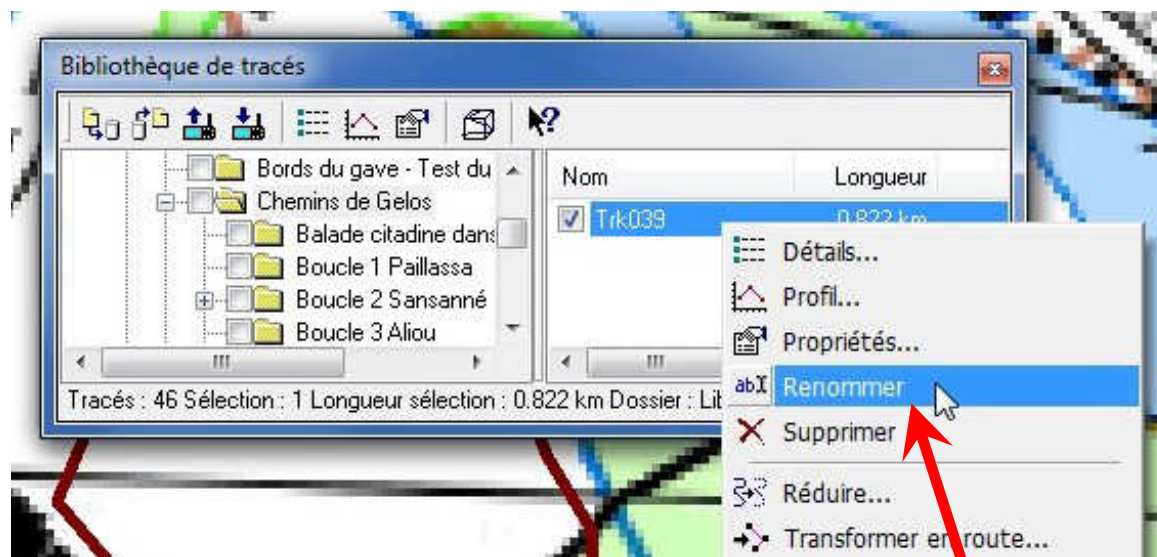 Bibliothèque de tracés
Bords du gave - Test du
Chemins de Gelos
Balade citadine dans
Boucle 1 Paillassa
Boucle 2 Sansanné
Boucle 3 Aliou
Nom Longueur
Trk039 0.822 km
Tracés : 46 Sélection : 1 Longueur sélection : 0.822 km Dossier : Lib
Détails...
Profil...
Propriétés...
abI Renommer
Supprimer
Réduire...
Transformer en route...